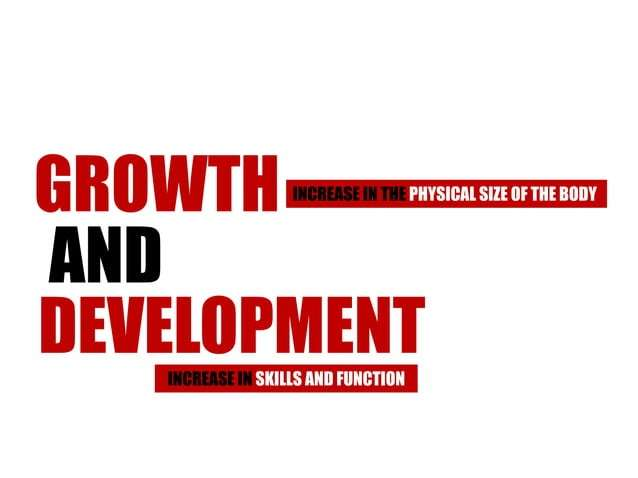 GROWTH
INCREASE IN THE PHYSICAL SIZE OF THE BODY
AND
DEVELOPMENT
INCREASE IN SKILLS AND FUNCTION